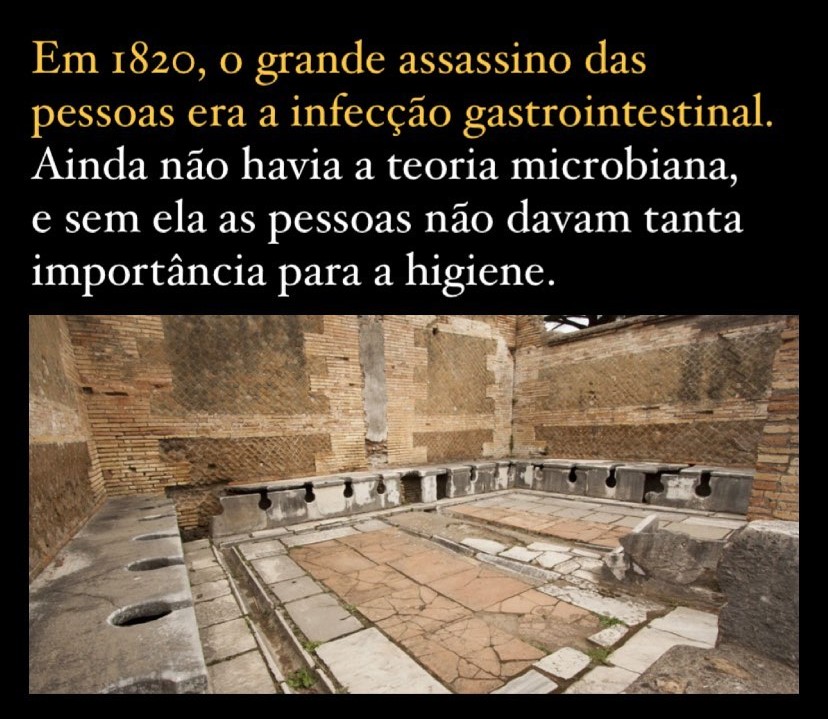 Em 1820, o grande assassino das
pessoas era a infecção gastrointestinal.
Ainda não havia a teoria microbiana,
e sem ela as pessoas não davam tanta
importância para a higiene.